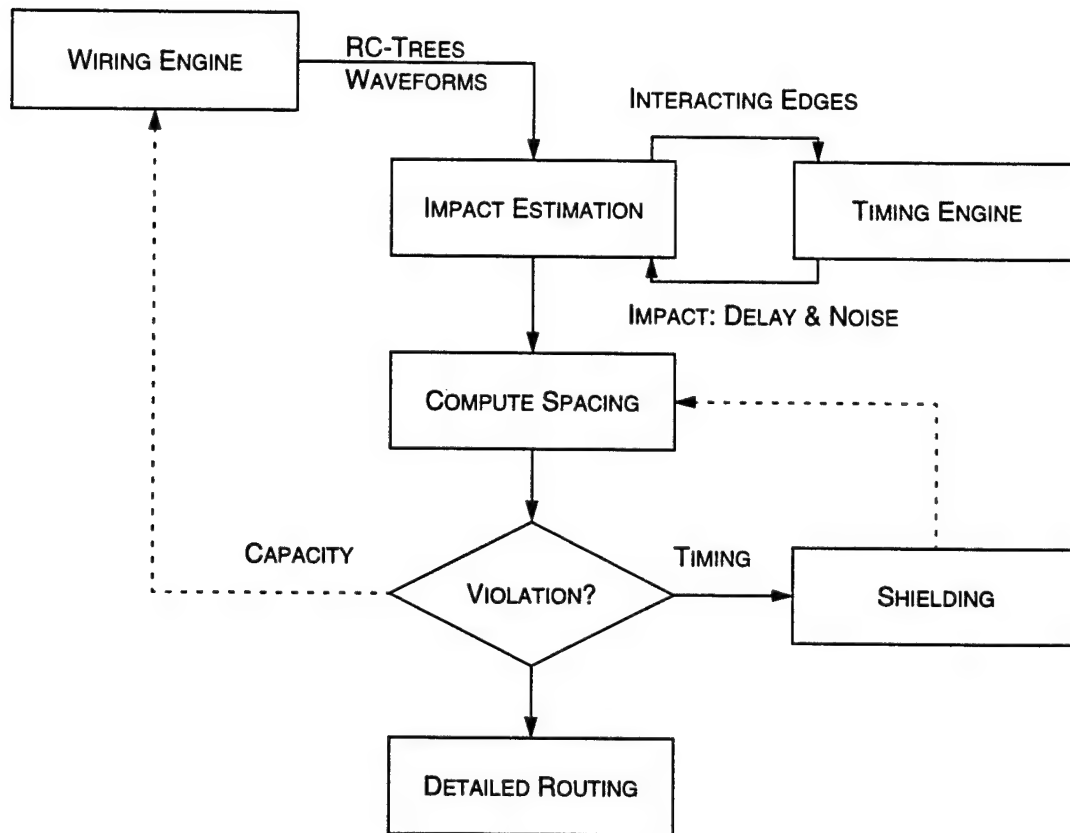 WIRING ENGINE
RC-TREES
WAVEFORMS
INTERACTING EDGES
IMPACT ESTIMATION
TIMING ENGINE
IMPACT: DELAY & NOISE
COMPUTE SPACING
CAPACITY
TIMING
VIOLATION?
SHIELDING
DETAILED ROUTING